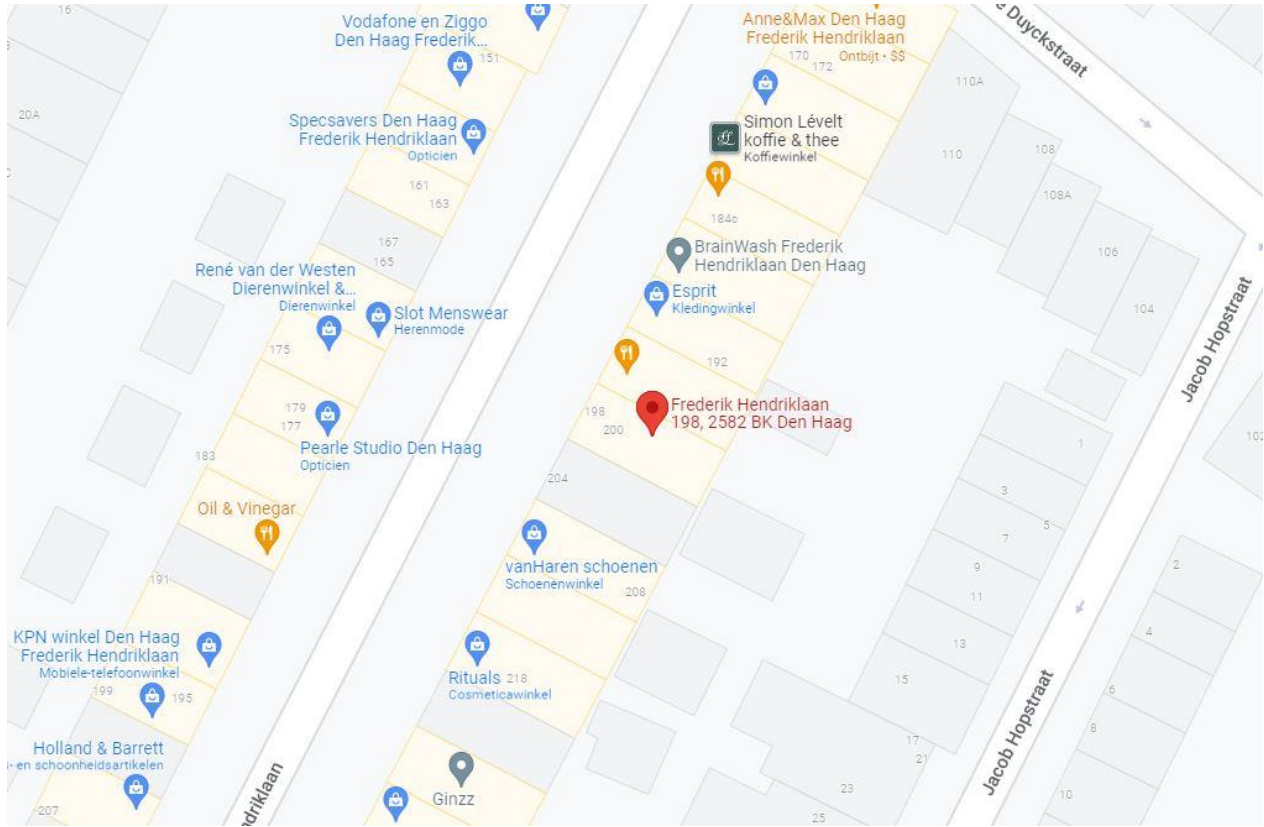 16
Vodafone en Ziggo
Den Haag Frederik...
151
Anne&Max Den Haag
Frederik Hendriklaan
Ontbijt • $$
170
172
Duyckstraat
20A
Specsavers Den Haag
Frederik Hendriklaan
Opticien
161
163
Simon Lévelt
koffie & thee
Koffiewinkel
110A
110
108
108A
106
104
184c
167
165
BrainWash Frederik
Hendriklaan Den Haag
René van der Westen
Dierenwinkel &...
Dierenwinkel
Slot Menswear
Herenmode
Esprit
Kledingwinkel
Jacob Hopstraat
175
192
179
177
Pearle Studio Den Haag
Opticien
198
200
Frederik Hendriklaan
198, 2582 BK Den Haag
102
1
3
5
7
9
11
13
15
17
21
23
25
183
Oil & Vinegar
204
vanHaren schoenen
Schoenenwinkel
208
2
4
6
8
10
191
KPN winkel Den Haag
Frederik Hendriklaan
Mobiele-telefoonwinkel
199
195
Rituals
218
Cosmeticawinkel
Jacob Hopstraat
Holland & Barrett
- en schoonheidsartikelen
207
Ginzz
ndriklaan